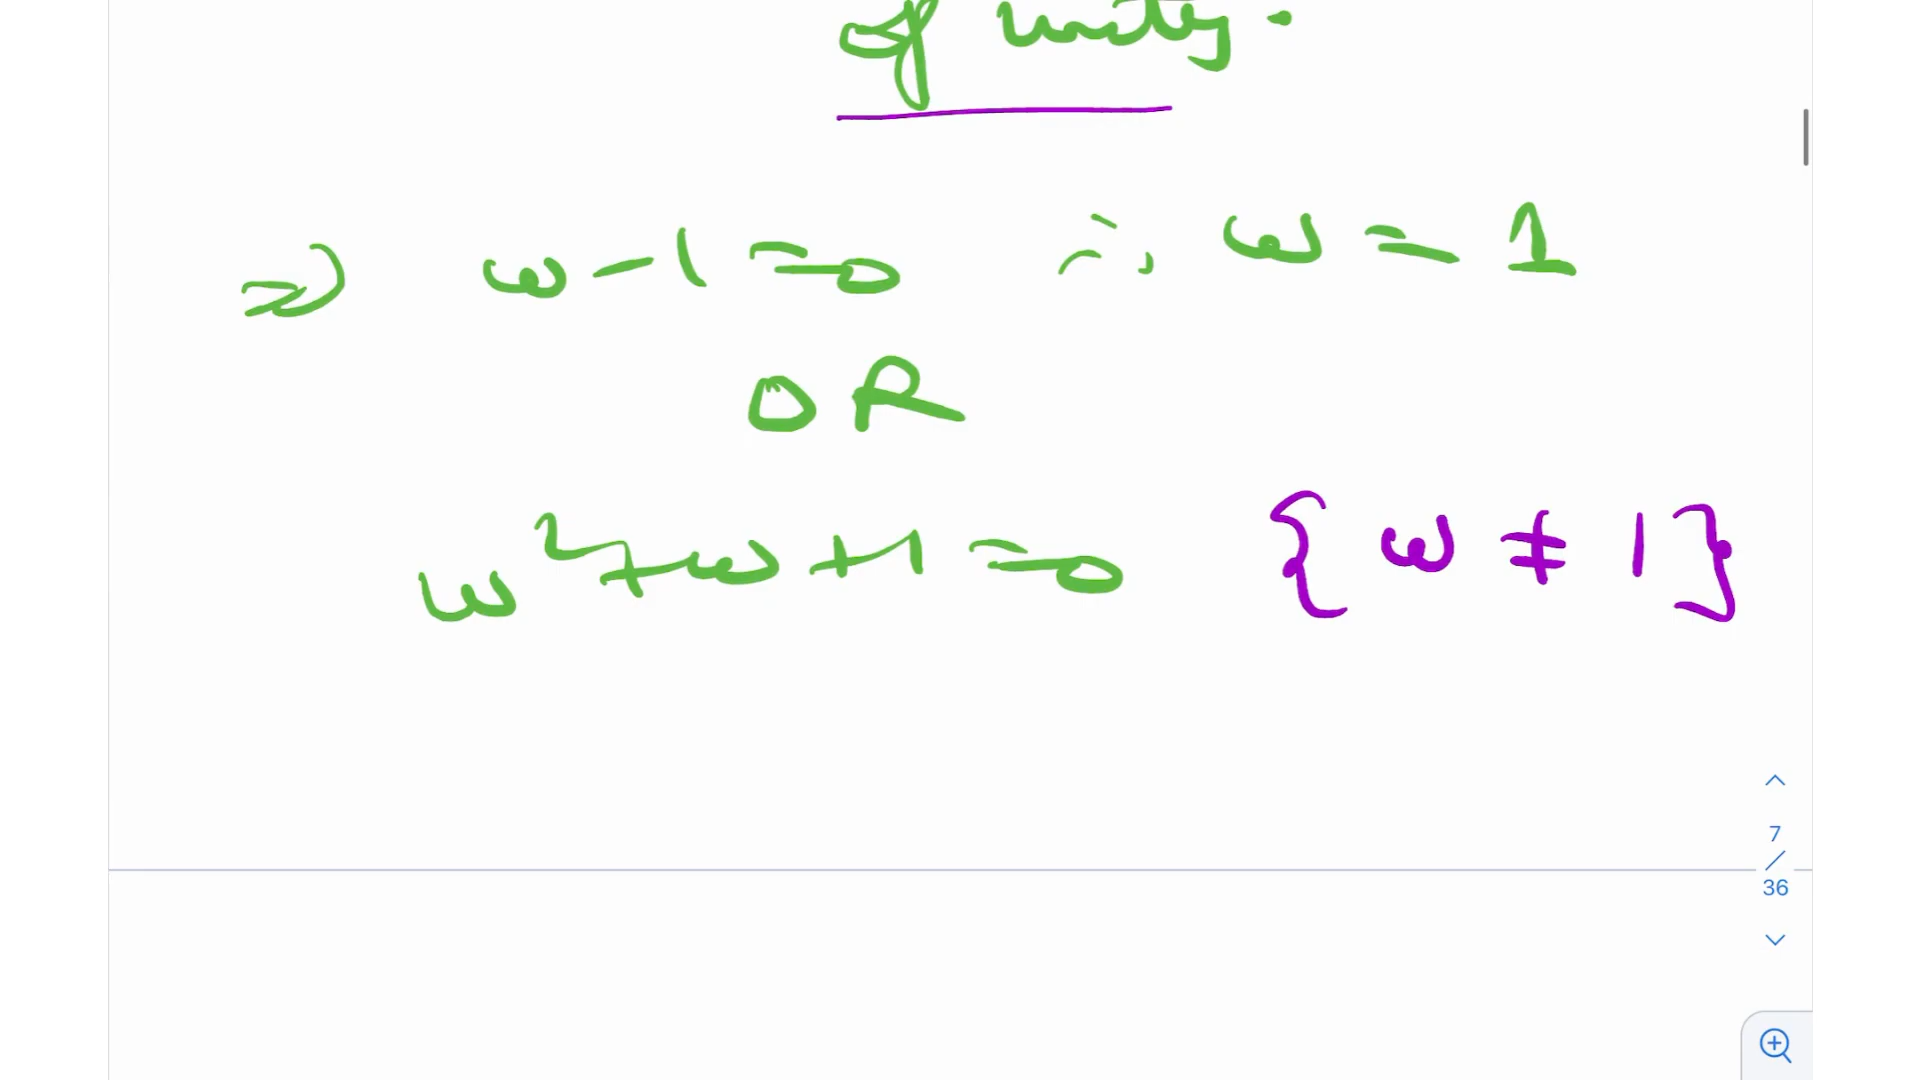 of unity.
⇒ ω - 1 = 0 ∴ ω = 1
OR
ω² + ω + 1 = 0 { ω ≠ 1 }
7
/
36